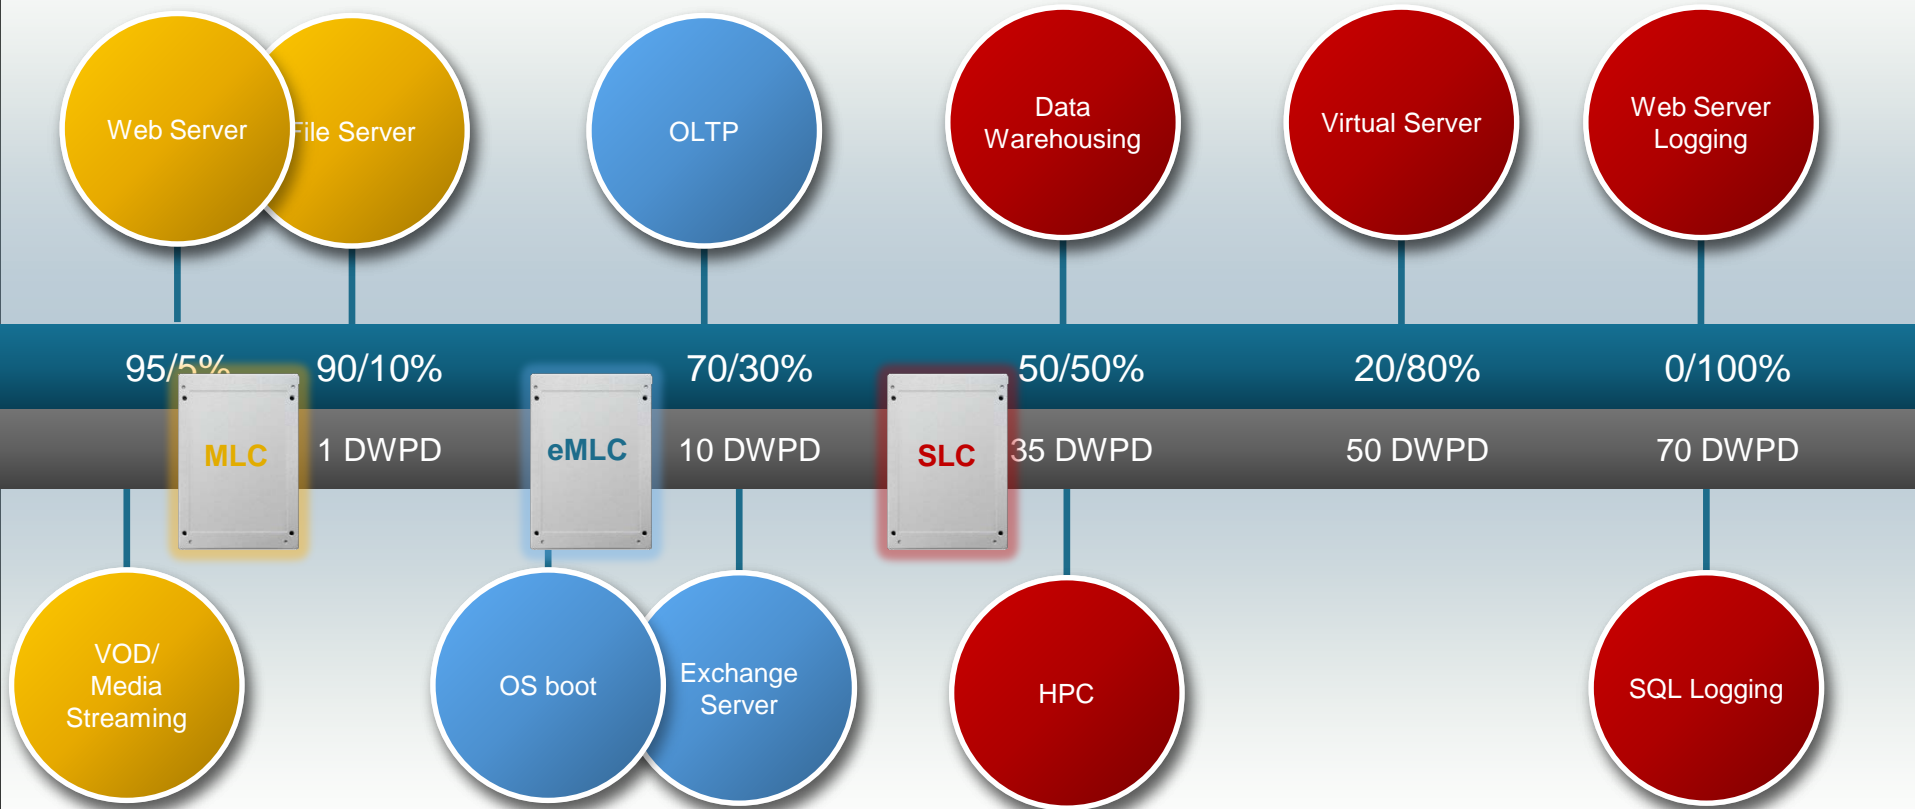 Web Server
File Server
OLTP
Data
Warehousing
Virtual Server
Web Server
Logging
95/5%
90/10%
70/30%
50/50%
20/80%
0/100%
MLC
1 DWPD
eMLC
10 DWPD
SLC
35 DWPD
50 DWPD
70 DWPD
VOD/
Media
Streaming
OS boot
Exchange
Server
HPC
SQL Logging